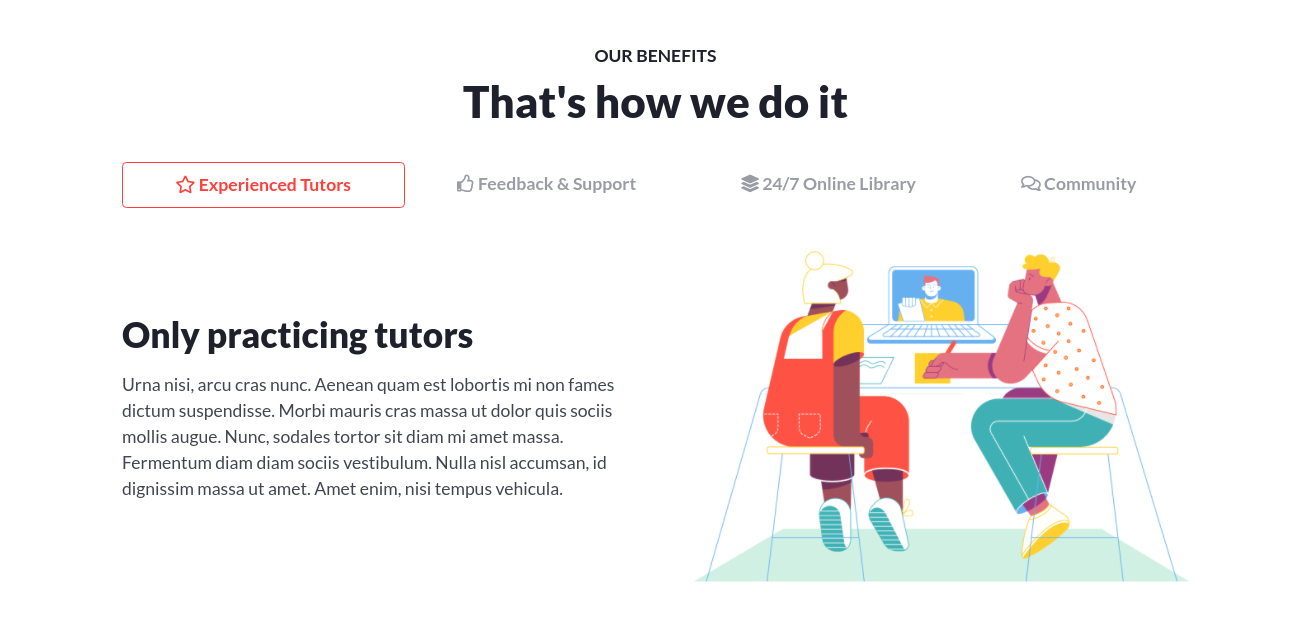 OUR BENEFITS
That's how we do it
Experienced Tutors
Feedback & Support
24/7 Online Library
Community
Only practicing tutors
Urna nisi, arcu cras nunc. Aenean quam est lobortis mi non fames
dictum suspendisse. Morbi mauris cras massa ut dolor quis sociis
mollis augue. Nunc, sodales tortor sit diam mi amet massa.
Fermentum diam diam sociis vestibulum. Nulla nisl accumsan, id
dignissim massa ut amet. Amet enim, nisi tempus vehicula.